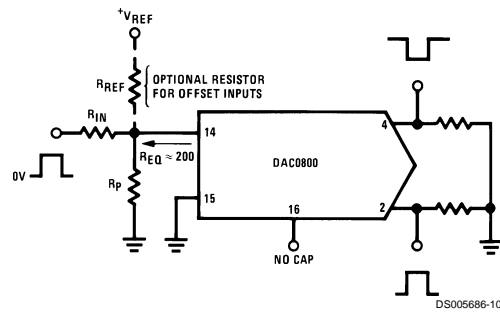 +VREF
RREF
OPTIONAL RESISTOR
FOR OFFSET INPUTS
RIN
0V
REQ ≈ 200
RP
14
15
16
4
2
DAC0800
NO CAP
DS005686-10